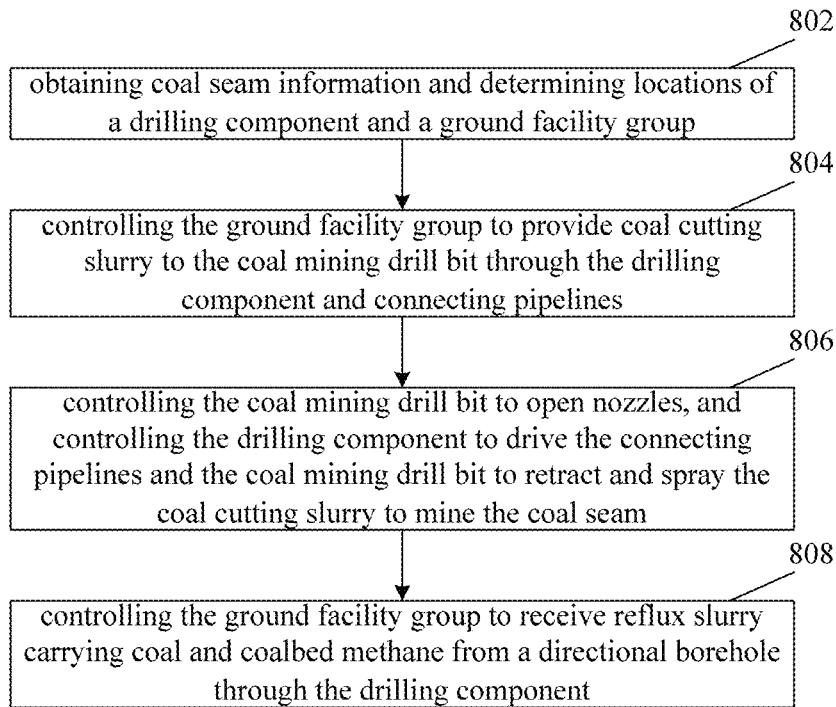 802
obtaining coal seam information and determining locations of
a drilling component and a ground facility group
804
controlling the ground facility group to provide coal cutting
slurry to the coal mining drill bit through the drilling
component and connecting pipelines
806
controlling the coal mining drill bit to open nozzles, and
controlling the drilling component to drive the connecting
pipelines and the coal mining drill bit to retract and spray the
coal cutting slurry to mine the coal seam
808
controlling the ground facility group to receive reflux slurry
carrying coal and coalbed methane from a directional borehole
through the drilling component